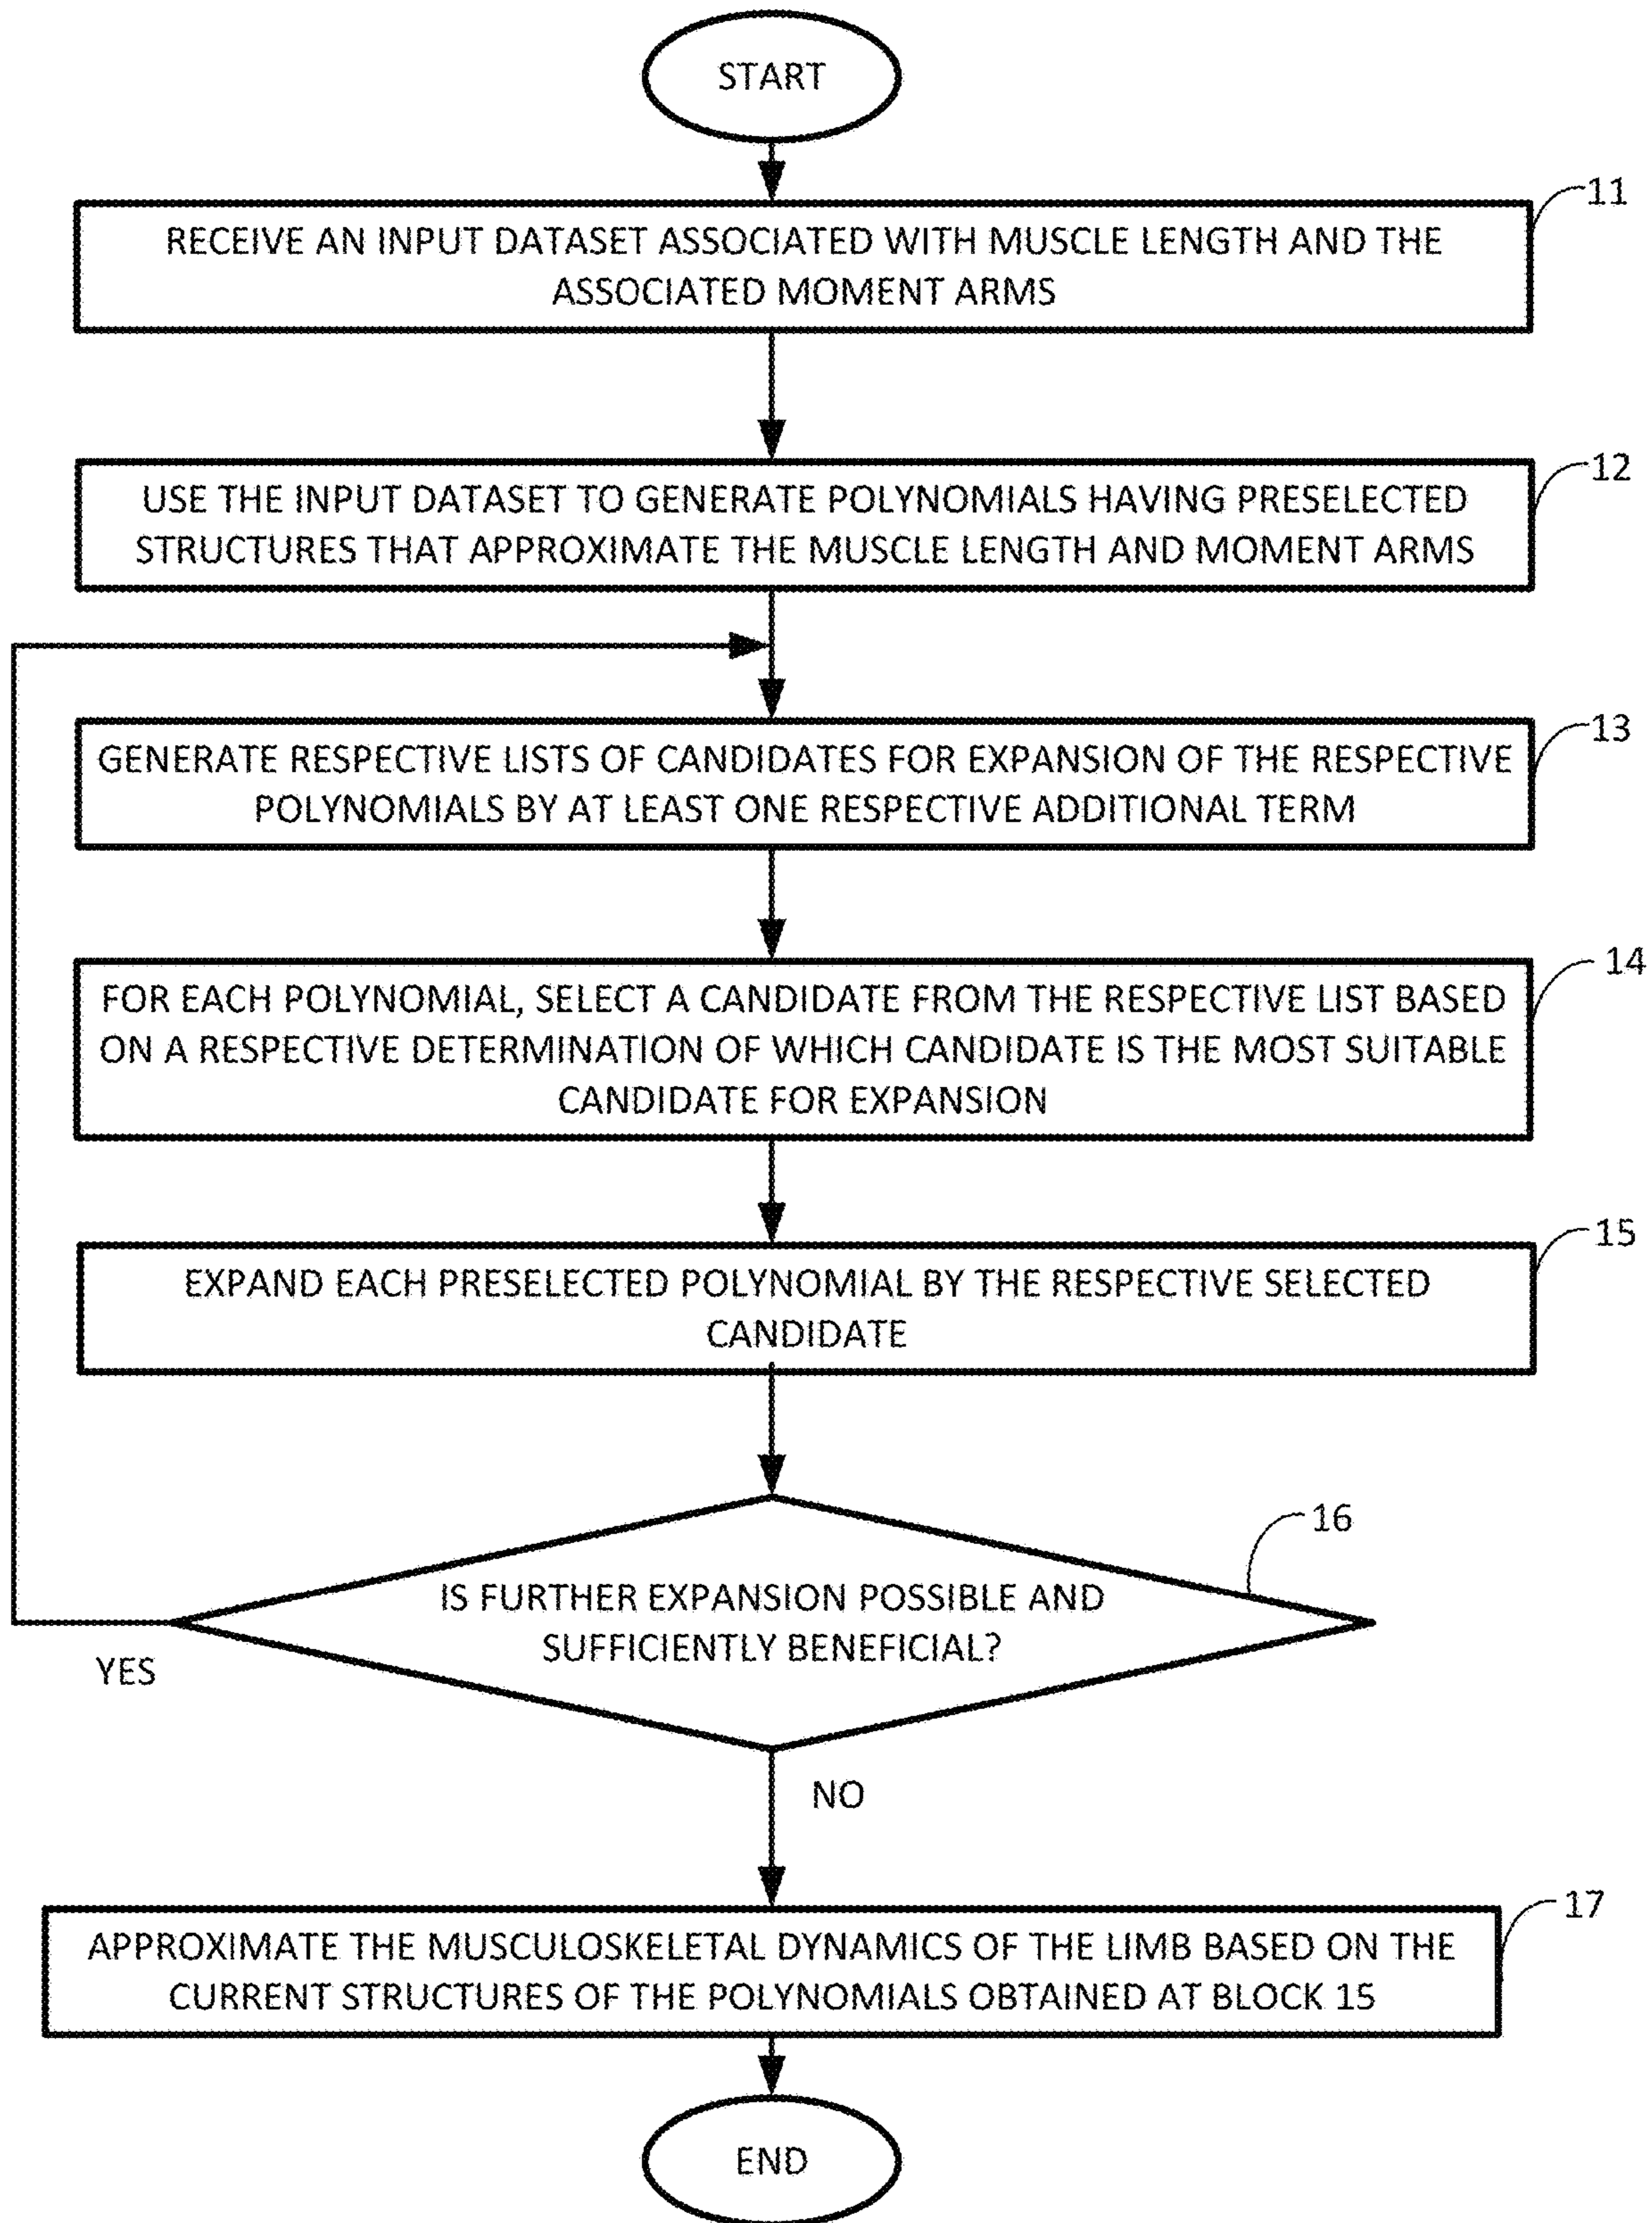 START
11
RECEIVE AN INPUT DATASET ASSOCIATED WITH MUSCLE LENGTH AND THE
ASSOCIATED MOMENT ARMS
12
USE THE INPUT DATASET TO GENERATE POLYNOMIALS HAVING PRESELECTED
STRUCTURES THAT APPROXIMATE THE MUSCLE LENGTH AND MOMENT ARMS
13
GENERATE RESPECTIVE LISTS OF CANDIDATES FOR EXPANSION OF THE RESPECTIVE
POLYNOMIALS BY AT LEAST ONE RESPECTIVE ADDITIONAL TERM
14
FOR EACH POLYNOMIAL, SELECT A CANDIDATE FROM THE RESPECTIVE LIST BASED
ON A RESPECTIVE DETERMINATION OF WHICH CANDIDATE IS THE MOST SUITABLE
CANDIDATE FOR EXPANSION
15
EXPAND EACH PRESELECTED POLYNOMIAL BY THE RESPECTIVE SELECTED
CANDIDATE
16
IS FURTHER EXPANSION POSSIBLE AND
SUFFICIENTLY BENEFICIAL?
YES
NO
17
APPROXIMATE THE MUSCULOSKELETAL DYNAMICS OF THE LIMB BASED ON THE
CURRENT STRUCTURES OF THE POLYNOMIALS OBTAINED AT BLOCK 15
END